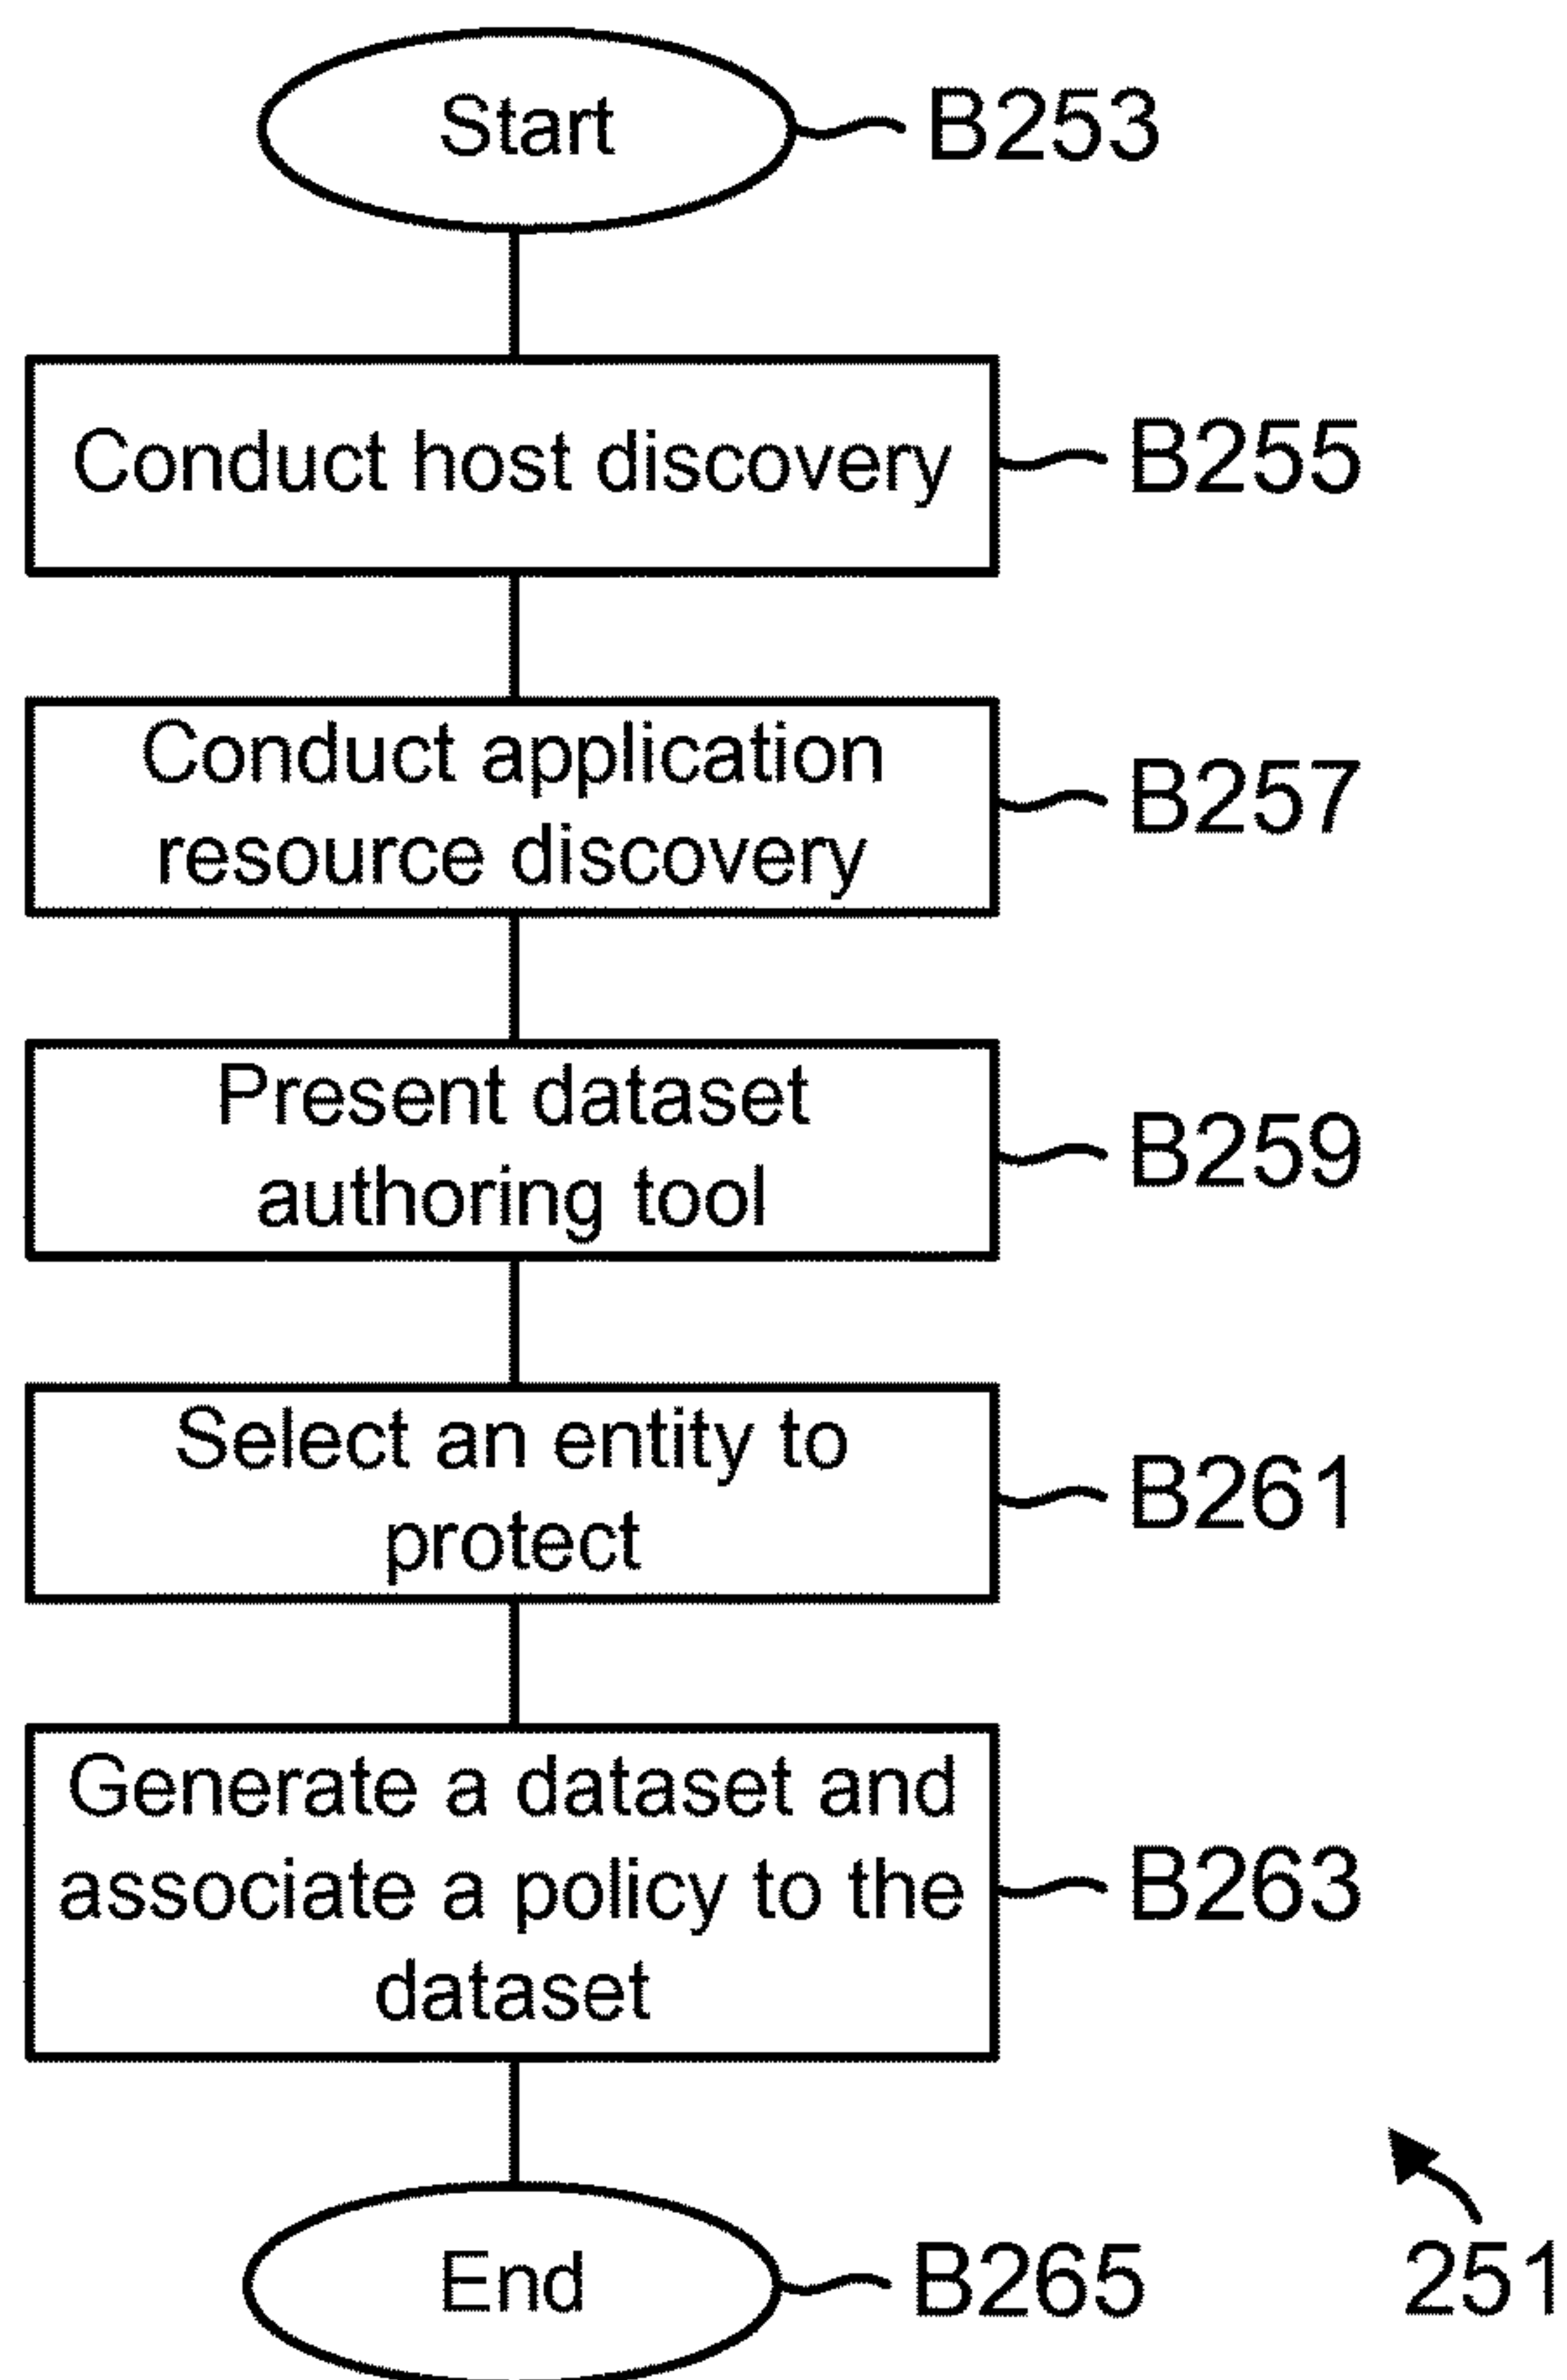 Start
B253
Conduct host discovery
B255
Conduct application
resource discovery
B257
Present dataset
authoring tool
B259
Select an entity to
protect
B261
Generate a dataset and
associate a policy to the
dataset
B263
End
B265
251